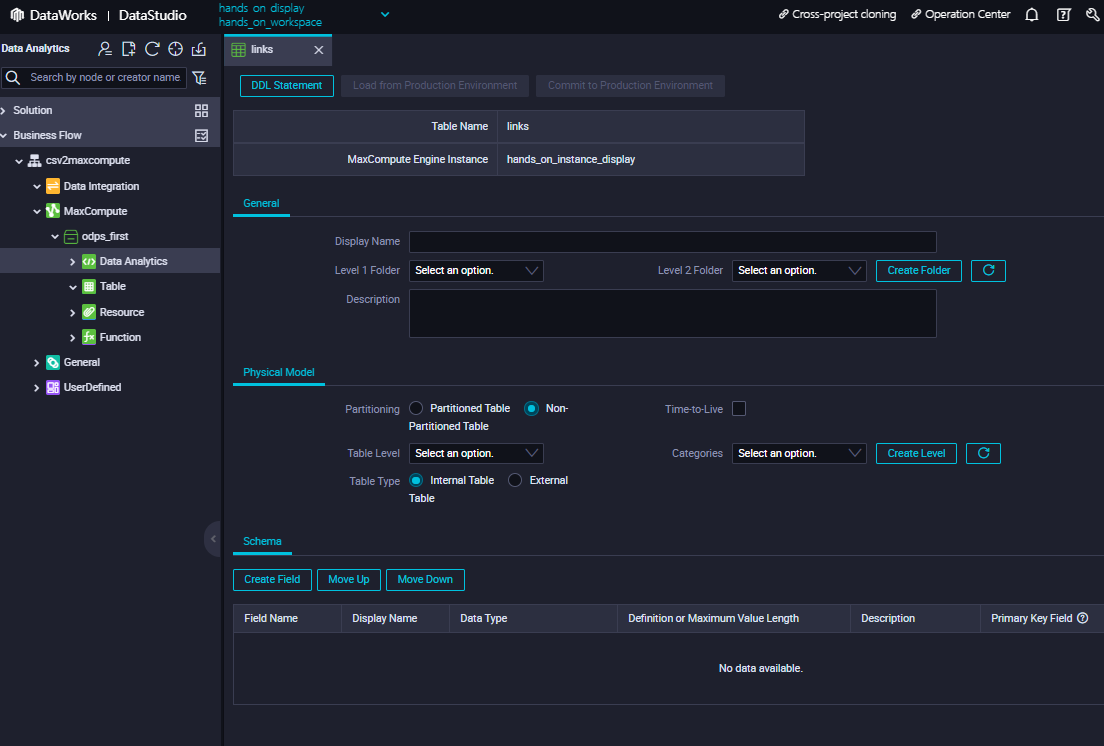 DataWorks | DataStudio
hands_on_display
hands_on_workspace
Cross-project cloning
Operation Center
Data Analytics
Search by node or creator name
Solution
Business Flow
csv2maxcompute
Data Integration
MaxCompute
odps_first
Data Analytics
Table
Resource
Function
General
UserDefined
links
DDL Statement Load from Production Environment Commit to Production Environment
Table Name links
MaxCompute Engine Instance hands_on_instance_display
General
Display Name
Level 1 Folder Select an option. Level 2 Folder Select an option. Create Folder
Description
Physical Model
Partitioning Partitioned Table Non-
Partitioned Table
Time-to-Live
Table Level Select an option. Categories Select an option. Create Level
Table Type Internal Table External
Table
Schema
Create Field Move Up Move Down
Field Name Display Name Data Type Definition or Maximum Value Length Description Primary Key Field
No data available.